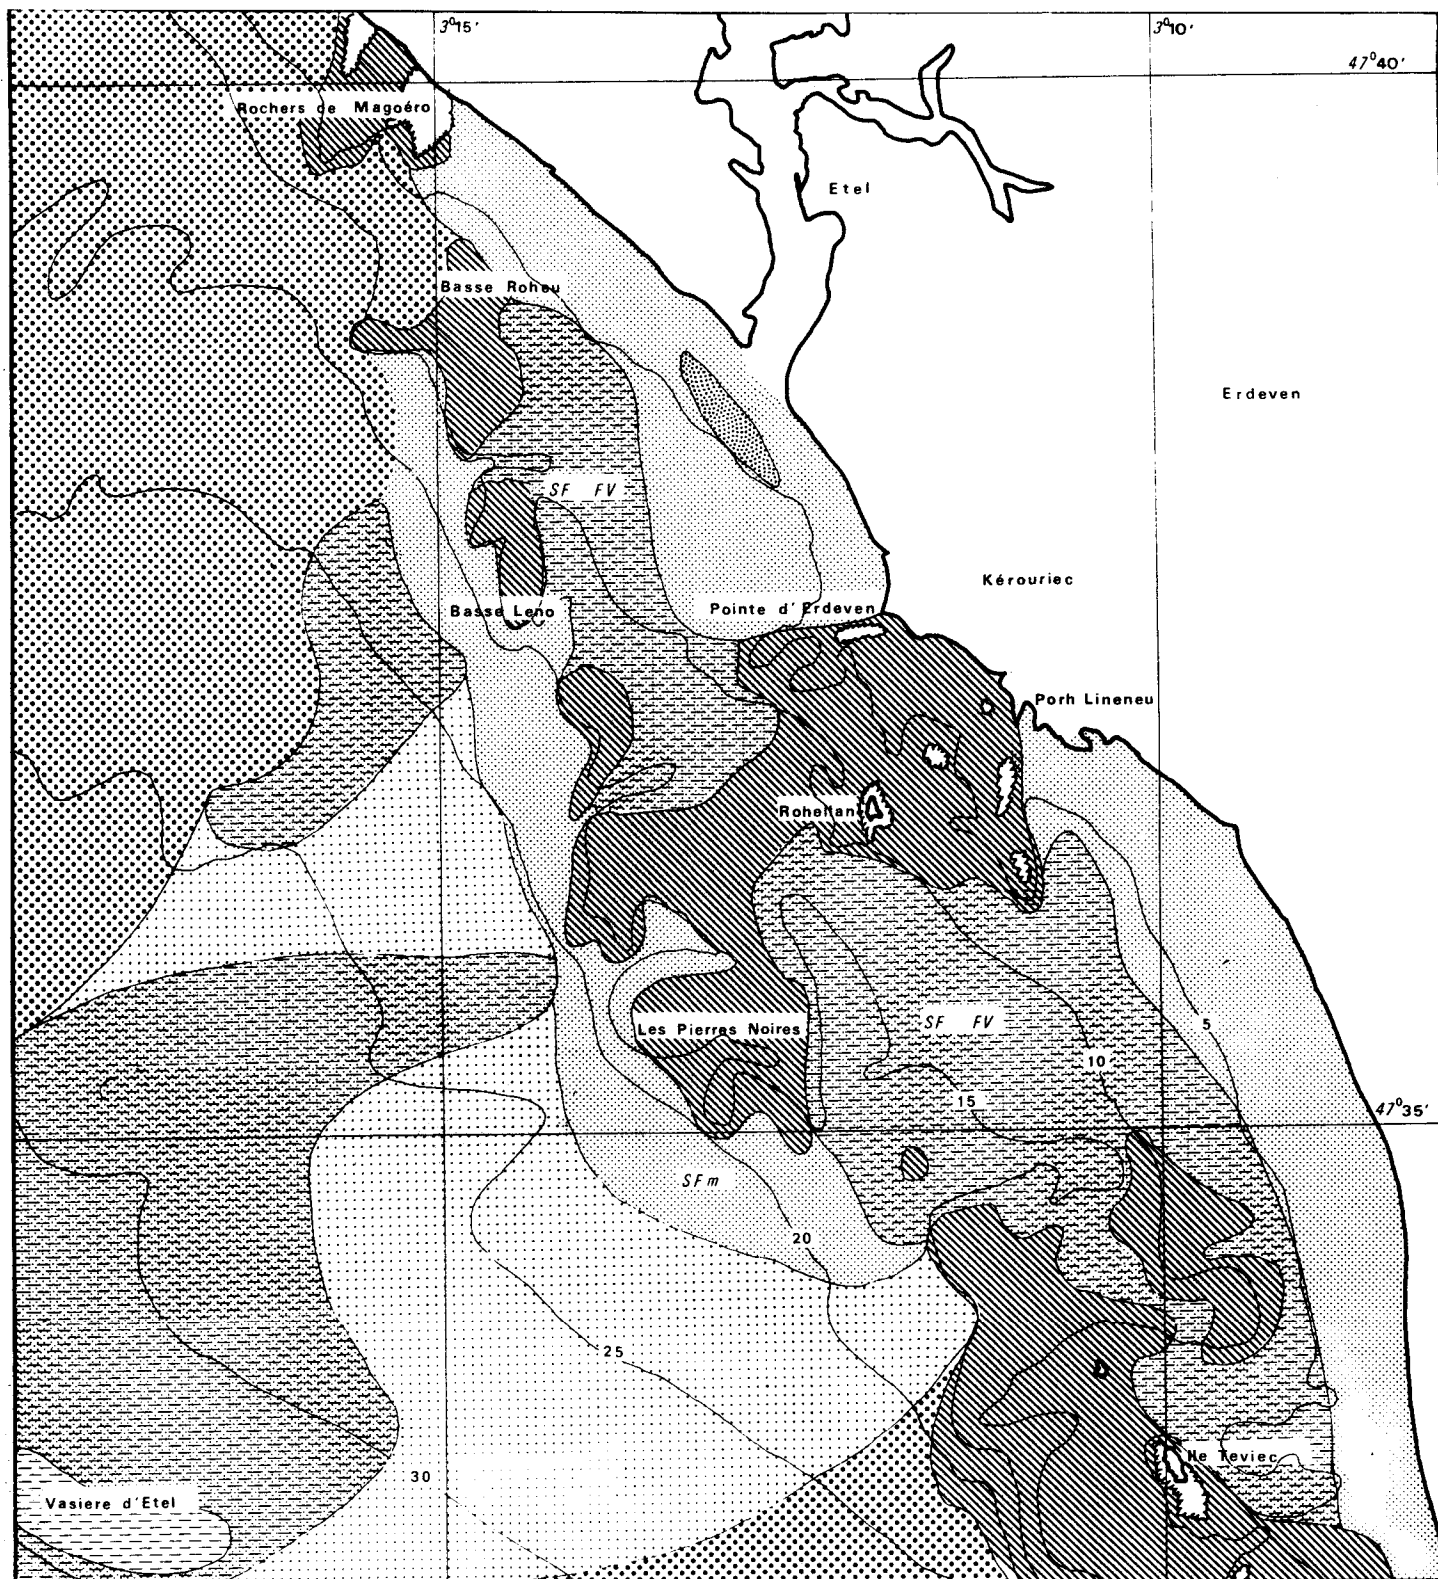 3°15'
3°10'
47°40'
Rochers de Magoéro
Etel
Basse Roheu
Erdeven
SF FV
Kérouriec
Basse Leno
Pointe d'Erdeven
Porh Lineneu
Rohellan
SF FV
5
Les Pierres Noires
10
15
47°35'
SFm
20
25
Ile Teviec
30
Vasiere d'Etel